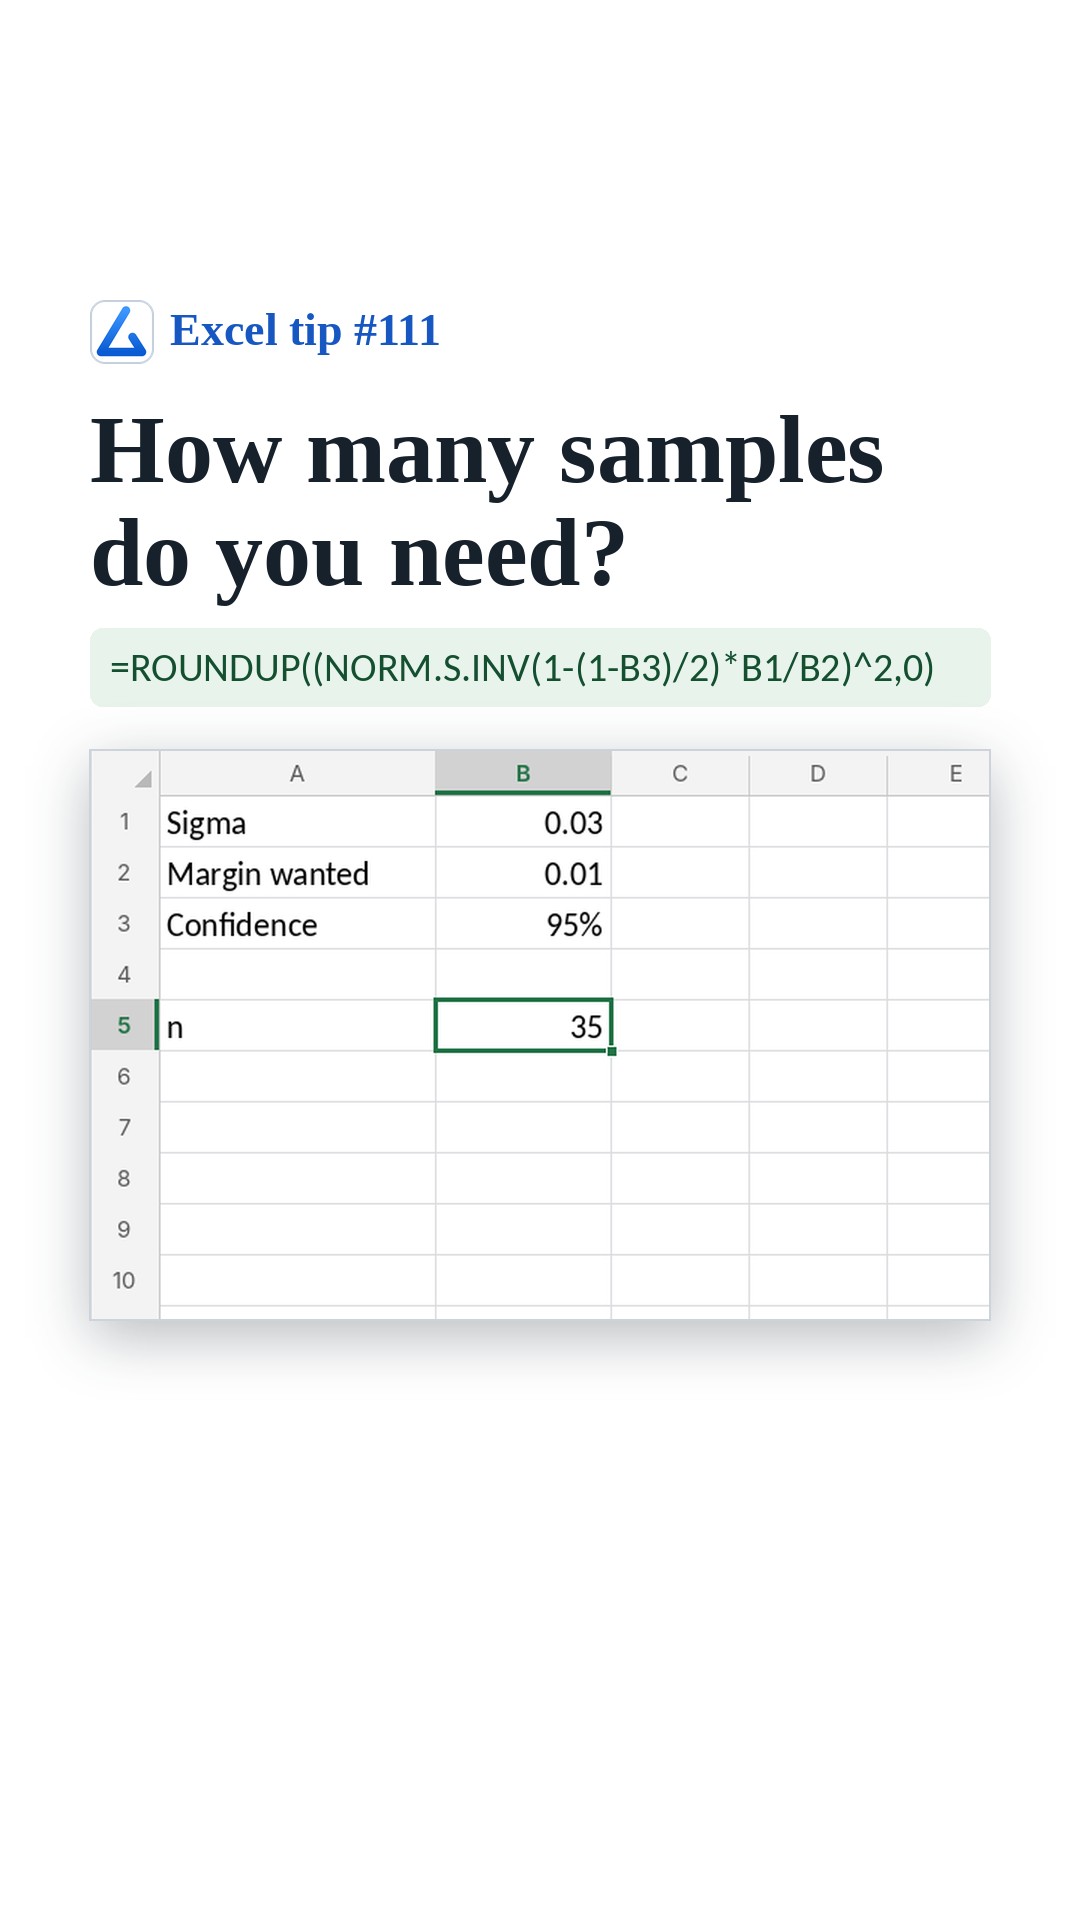 Excel tip #111
How many samples
do you need?
=ROUNDUP((NORM.S.INV(1-(1-B3)/2)*B1/B2)^2,0)
A B C D E
1 Sigma 0.03
2 Margin wanted 0.01
3 Confidence 95%
4
5 n 35
6
7
8
9
10